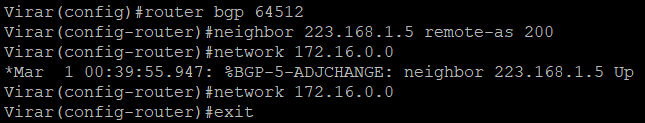 Virar(config)#router bgp 64512
Virar(config-router)#neighbor 223.168.1.5 remote-as 200
Virar(config-router)#network 172.16.0.0
*Mar  1 00:39:55.947: %BGP-5-ADJCHANGE: neighbor 223.168.1.5 Up
Virar(config-router)#network 172.16.0.0
Virar(config-router)#exit